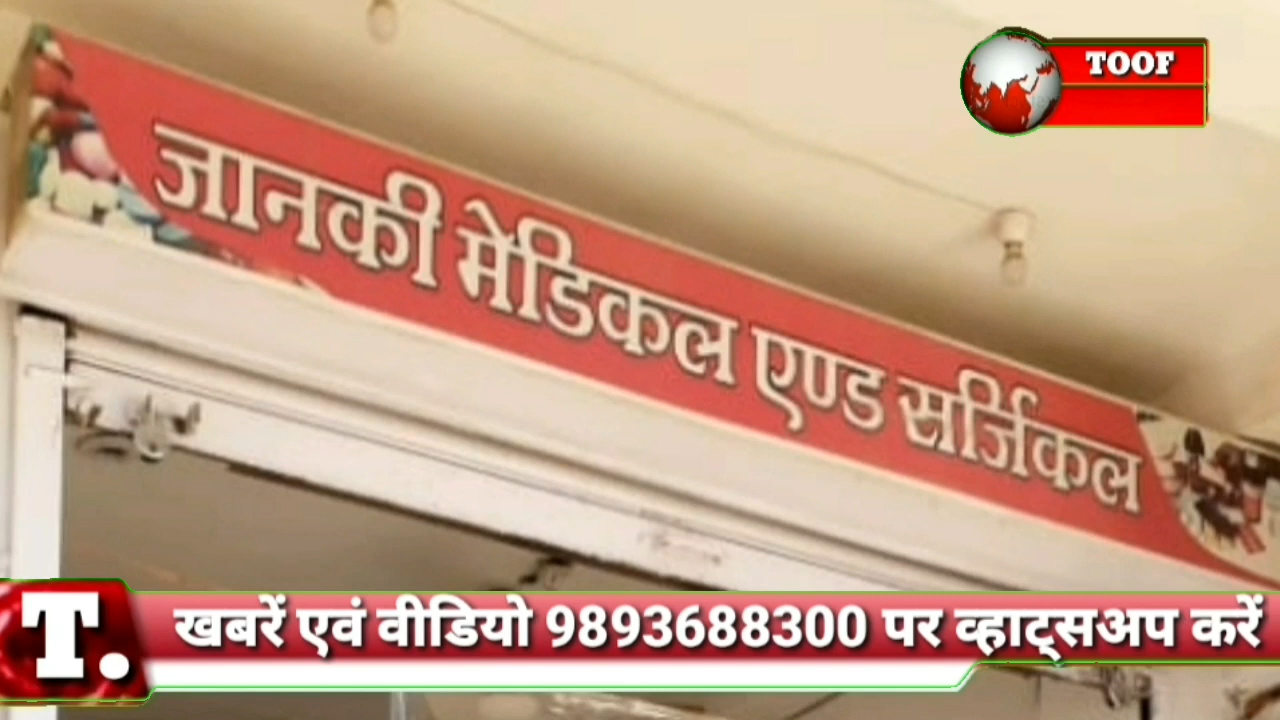 TOOF
जानकी मेडिकल एण्ड सर्जिकल
T.
खबरें एवं वीडियो 9893688300 पर व्हाट्सअप करें